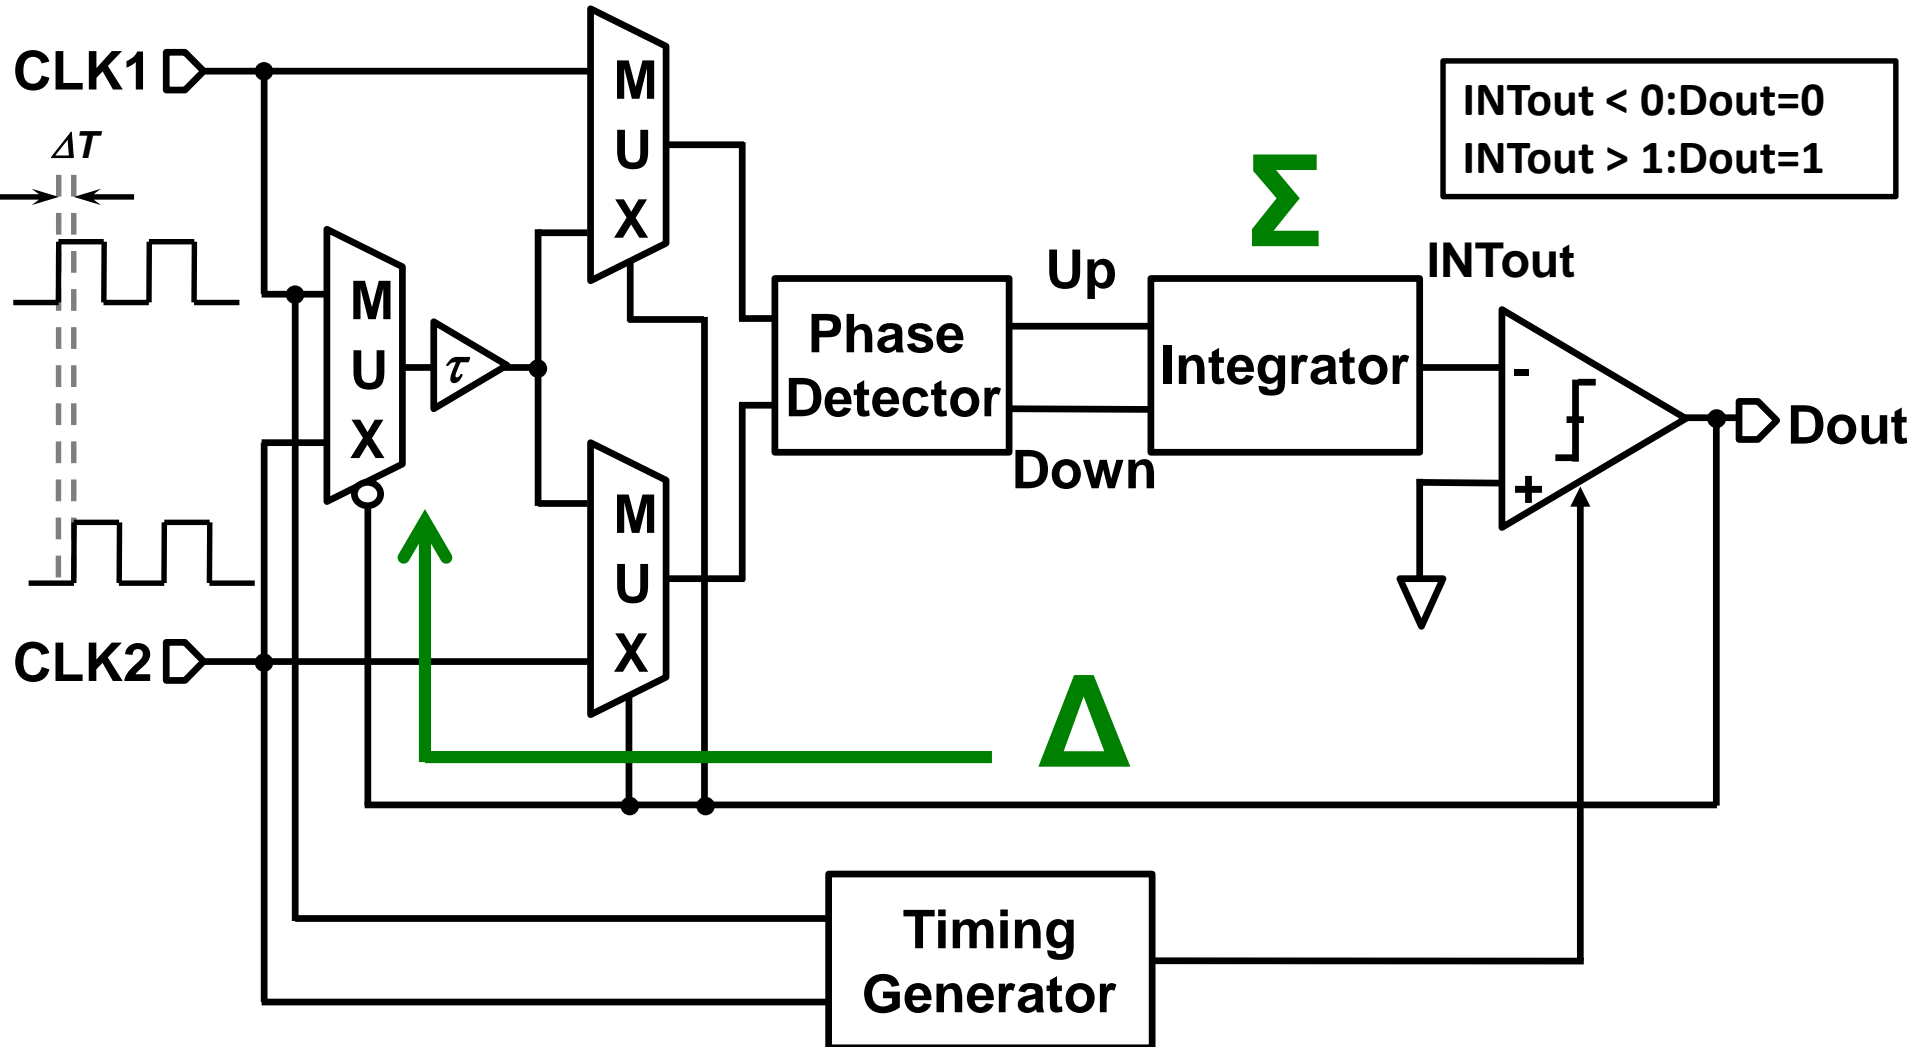 CLK1
ΔT
M
U
X
INTout < 0:Dout=0
INTout > 1:Dout=1
Σ
M
U
X
τ
Phase
Detector
Up
Down
Integrator
INTout
-
+
Dout
M
U
X
CLK2
Δ
Timing
Generator